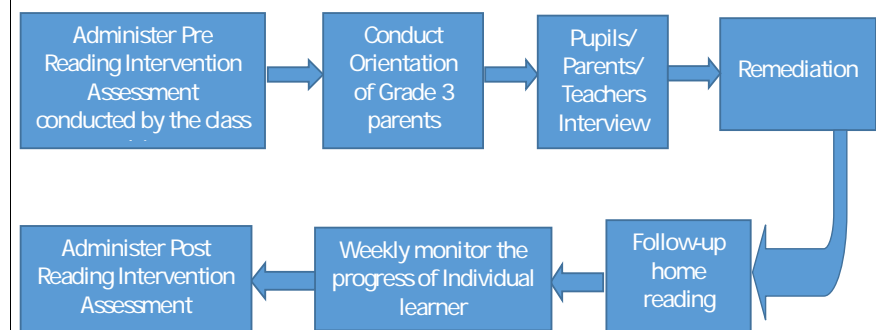 Administer Pre
Reading Intervention
Assessment
conducted by the class
Conduct
Orientation
of Grade 3
parents
Pupils/
Parents/
Teachers
Interview
Remediation
Follow-up
home
reading
Weekly monitor the
progress of Individual
learner
Administer Post
Reading Intervention
Assessment